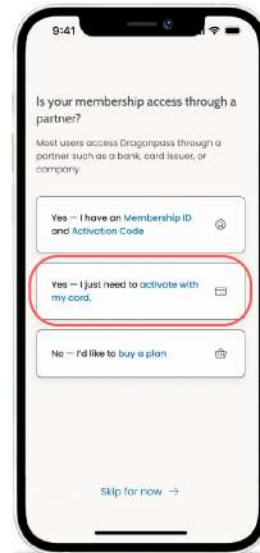 9:41
Is your membership access through a
partner?
Most users access Dragonpass through a
partner such as a bank, card issuer, or
company.
Yes — I have an Membership ID
and Activation Code
Yes — I just need to activate with
my card.
No — I'd like to buy a plan
Skip for now →